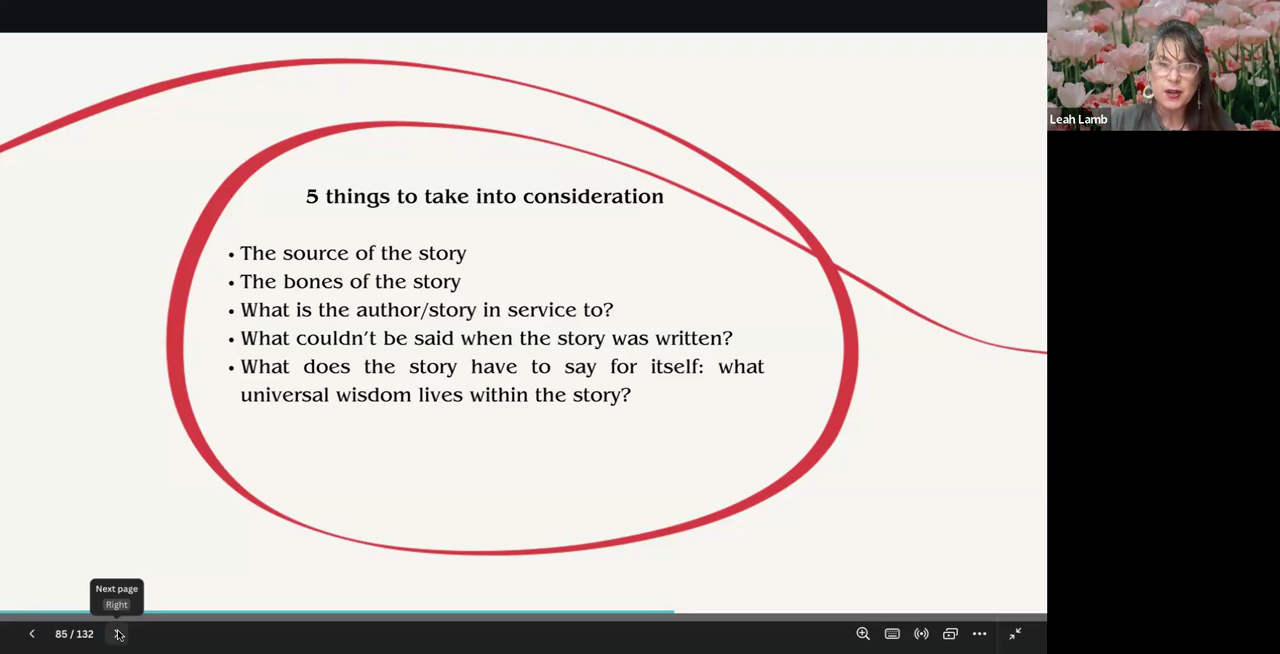 Leah Lamb
5 things to take into consideration
• The source of the story
• The bones of the story
• What is the author/story in service to?
• What couldn't be said when the story was written?
• What does the story have to say for itself: what
universal wisdom lives within the story?
Next page
Right
85 / 132